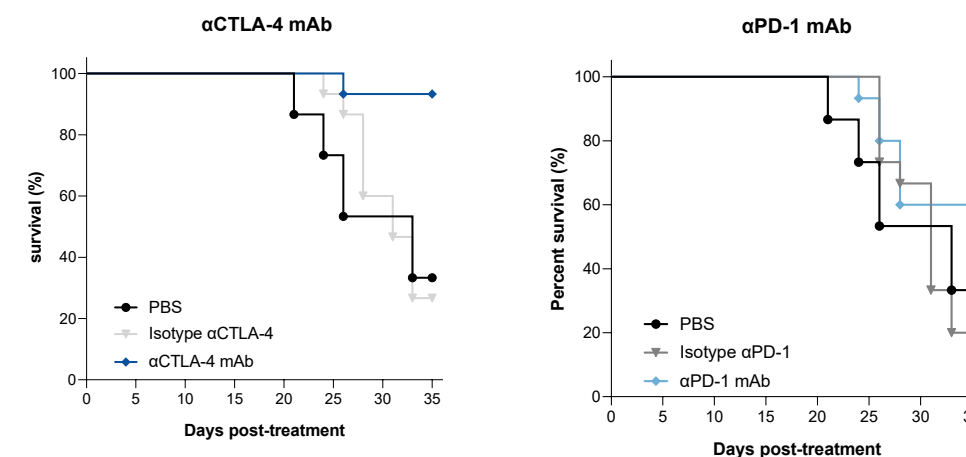 αCTLA-4 mAb
survival (%)
100
80
60
40
20
0
PBS
Isotype αCTLA-4
αCTLA-4 mAb
0 5 10 15 20 25 30 35
Days post-treatment
αPD-1 mAb
Percent survival (%)
100
80
60
40
20
0
PBS
Isotype αPD-1
αPD-1 mAb
0 5 10 15 20 25 30
Days post-treatment